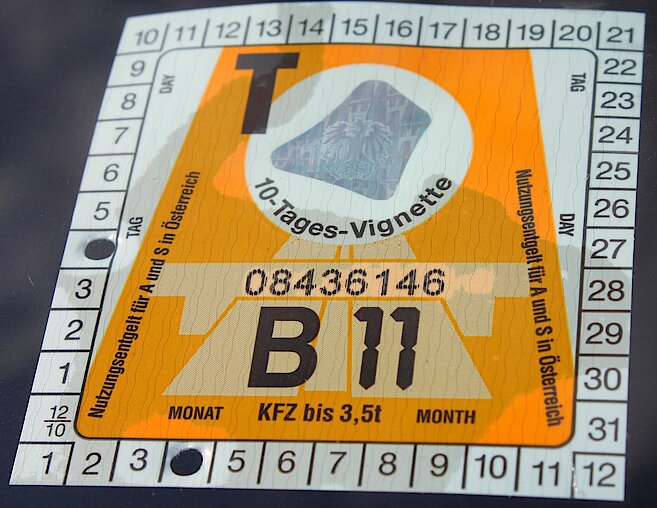 10 11 12 13 14 15 16 17 18 19 20 21
9 DAY T TAG 22
8 23
7 24
6 25
5 TAG DAY 26
27
3 28
2 29
1 30
12/10 31
10-Tages-Vignette
Nutzungsentgelt für A und S in Österreich
Nutzungsentgelt für A und S in Österreich
08436146
B 11
MONAT KFZ bis 3,5t MONTH
1 2 3 5 6 7 8 9 10 11 12